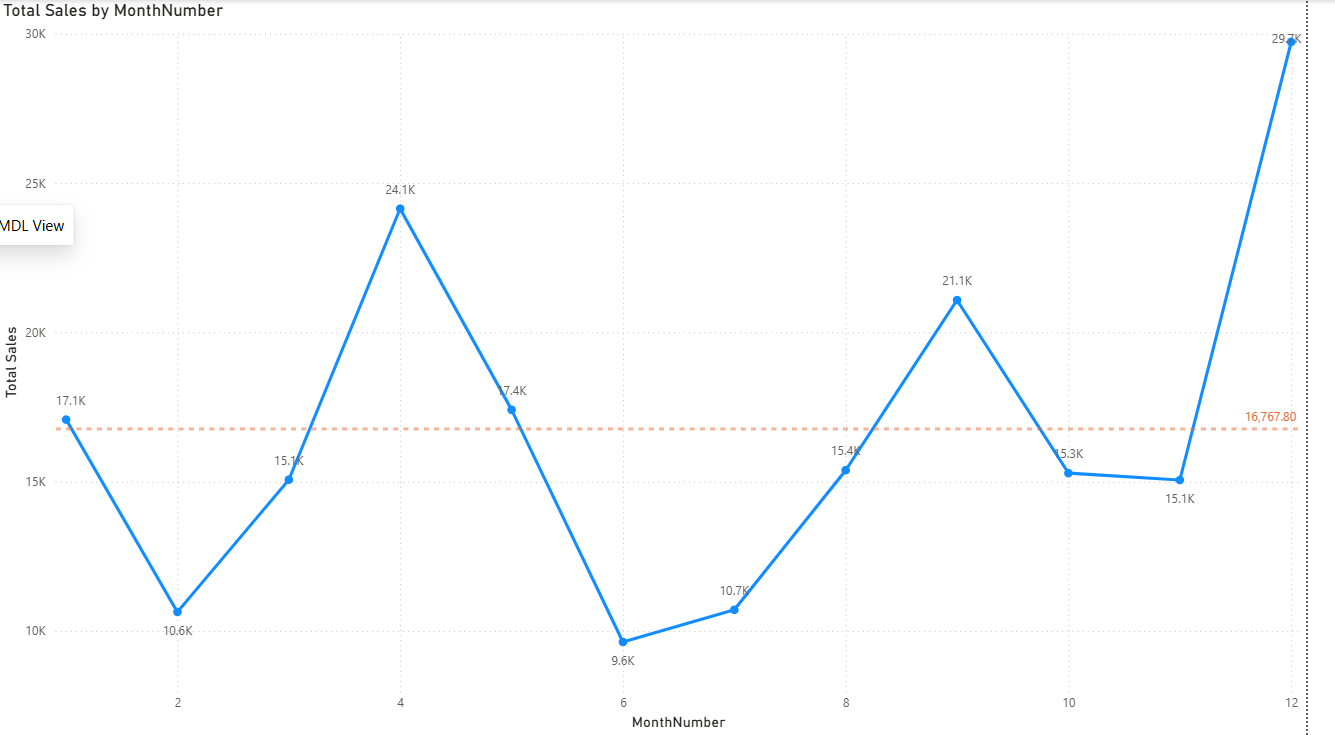 Total Sales by MonthNumber
30K
29.7K
25K
24.1K
MDL View
21.1K
20K
Total Sales
17.4K
17.1K
16,767.80
15.1K
15.4K
15.3K
15K
15.1K
10.7K
10K
10.6K
9.6K
2
4
6
8
10
12
MonthNumber